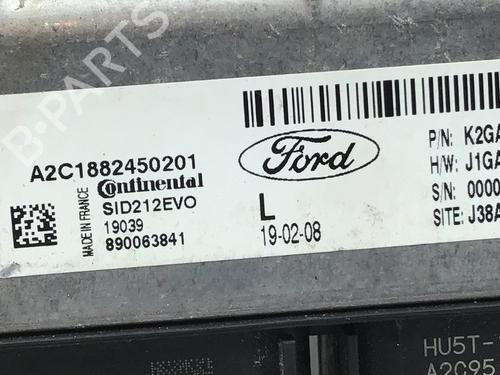 A2C1882450201
Continental
SID212EVO
19039
890063841
MADE IN FRANCE
Ford
L
19-02-08
P/N: K2GA
H/W: J1GA
S/N: 0000
SITE: J38A
HU5T-
A2C95
B-PARTS